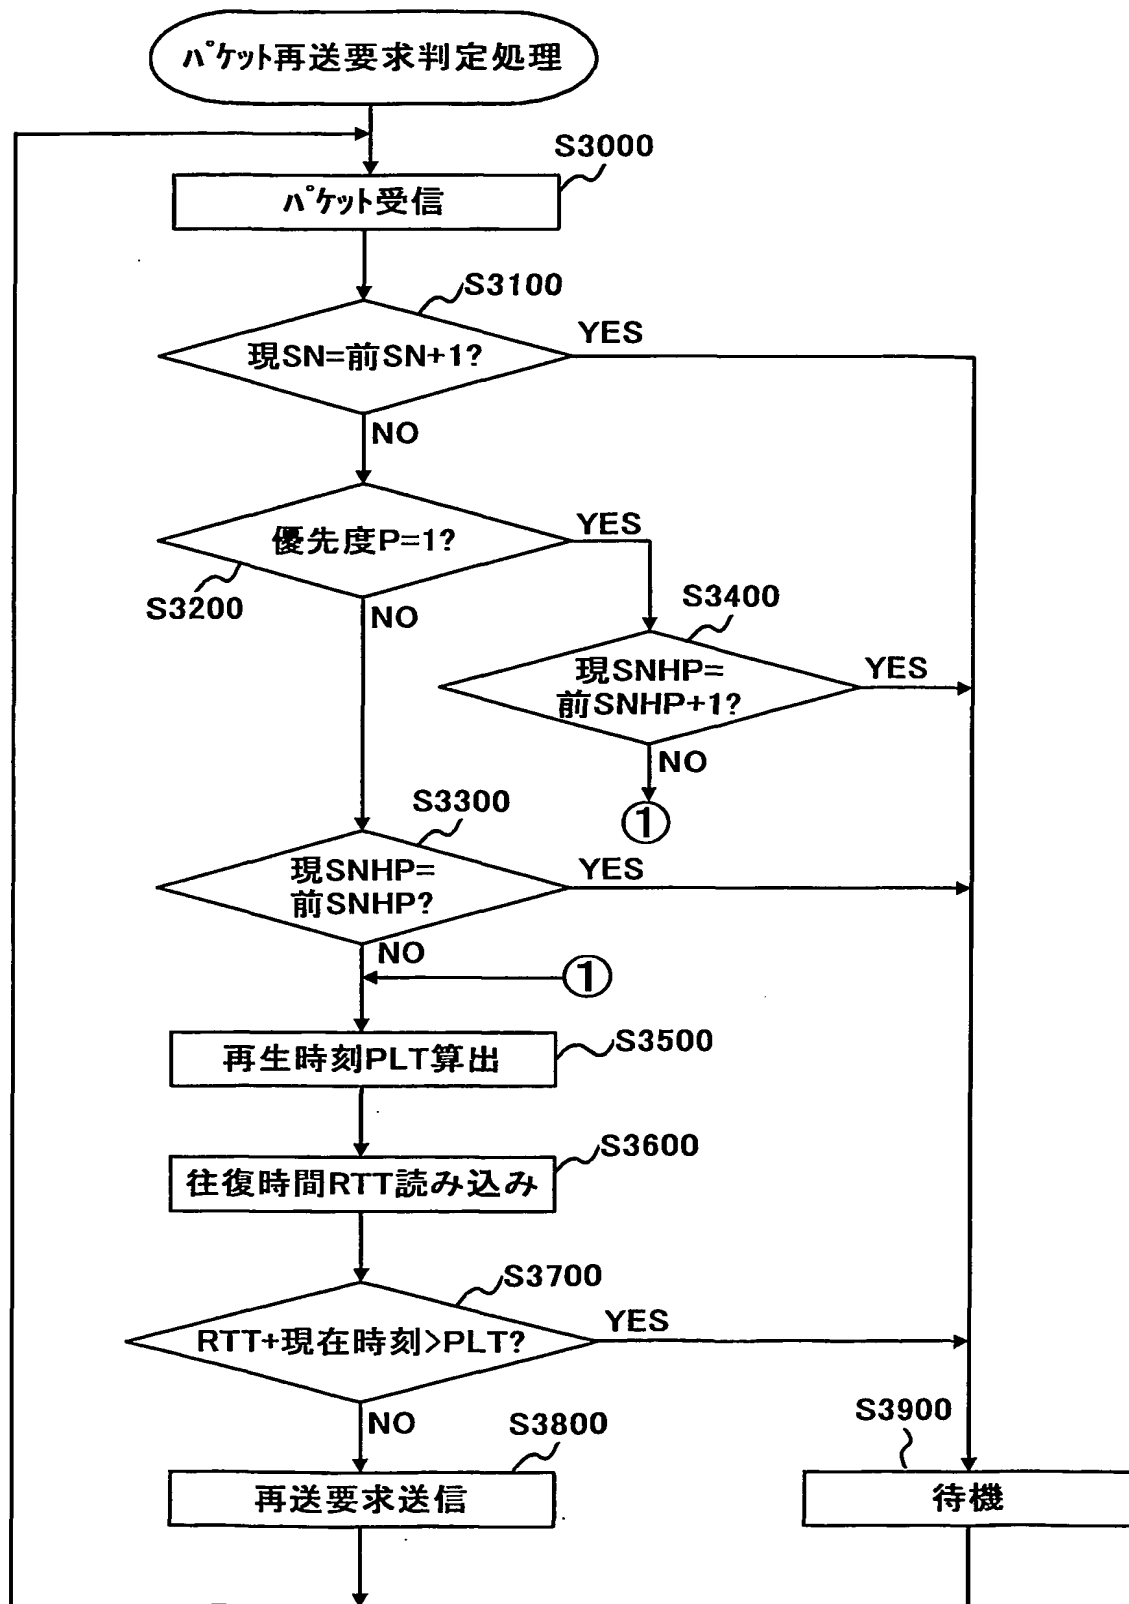 パケット再送要求判定処理
S3000
パケット受信
S3100
現SN=前SN+1?
YES
NO
優先度P=1?
YES
S3200
NO
S3400
現SNHP=
前SNHP+1?
YES
NO
①
S3300
現SNHP=
前SNHP?
YES
NO
①
再生時刻PLT算出
S3500
往復時間RTT読み込み
S3600
S3700
RTT+現在時刻>PLT?
YES
NO
S3800
再送要求送信
S3900
待機